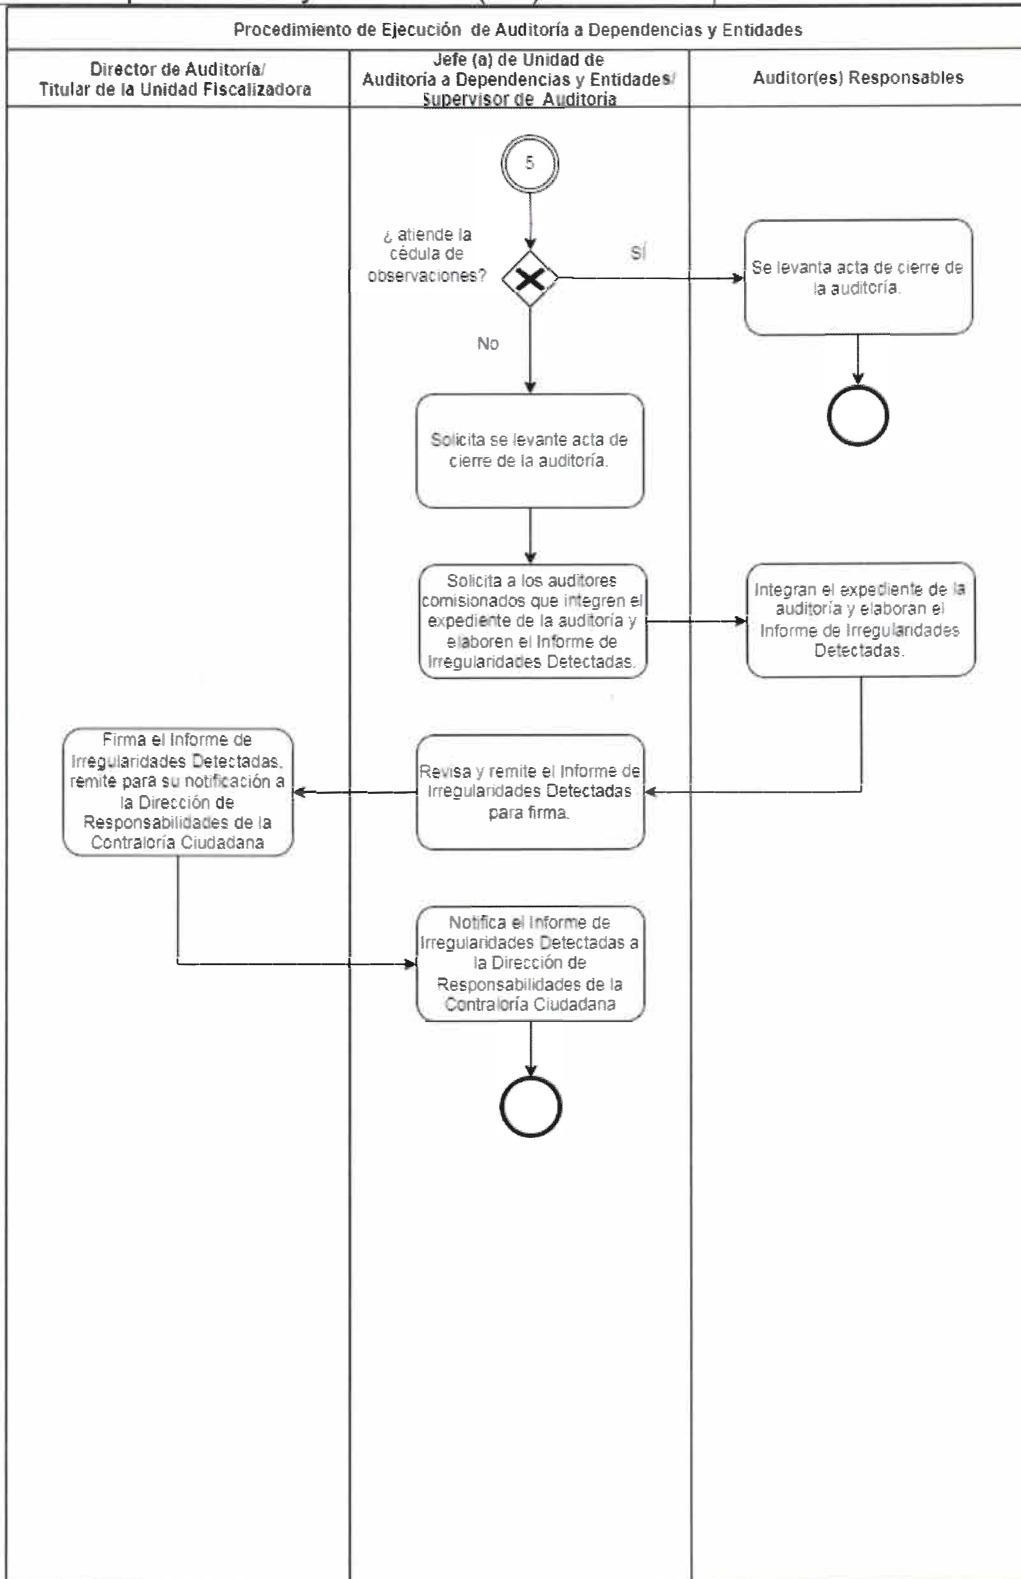 Procedimiento de Ejecución de Auditoría a Dependencias y Entidades
Director de Auditoría/
Titular de la Unidad Fiscalizadora
Jefe (a) de Unidad de
Auditoría a Dependencias y Entidades/
Supervisor de Auditoría
Auditor(es) Responsables
5
¿ atiende la
cédula de
observaciones?
SÍ
Se levanta acta de cierre de
la auditoría.
No
Solicita se levante acta de
cierre de la auditoría.
Solicita a los auditores
comisionados que integren el
expediente de la auditoría y
elaboren el Informe de
Irregularidades Detectadas.
Integran el expediente de la
auditoría y elaboran el
Informe de Irregularidades
Detectadas.
Firma el Informe de
Irregularidades Detectadas,
remite para su notificación a
la Dirección de
Responsabilidades de la
Contraloría Ciudadana
Revisa y remite el Informe de
Irregularidades Detectadas
para firma.
Notifica el Informe de
Irregularidades Detectadas a
la Dirección de
Responsabilidades de la
Contraloría Ciudadana